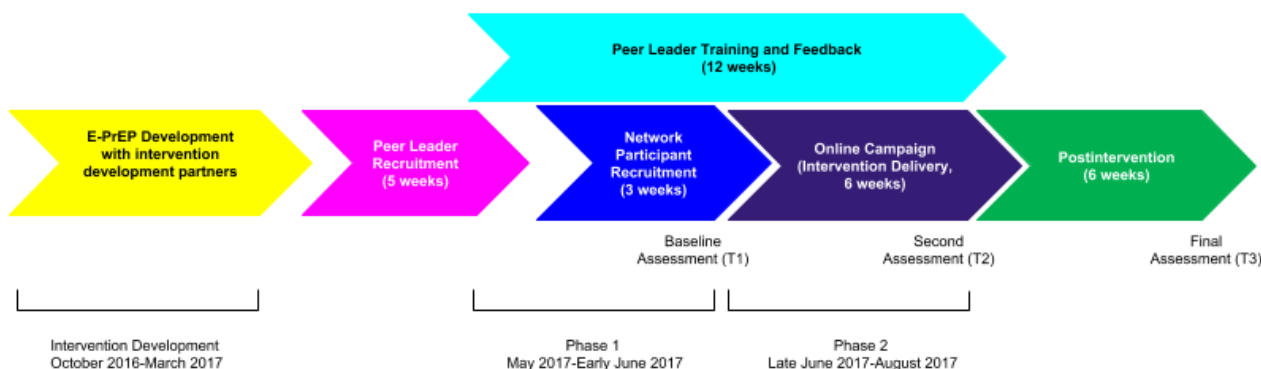 Peer Leader Training and Feedback
(12 weeks)
E-PrEP Development
with intervention
development partners
Peer Leader
Recruitment
(5 weeks)
Network
Participant
Recruitment
(3 weeks)
Online Campaign
(Intervention Delivery,
6 weeks)
Postintervention
(6 weeks)
Baseline
Assessment (T1)
Second
Assessment (T2)
Final
Assessment (T3)
Intervention Development
October 2016-March 2017
Phase 1
May 2017-Early June 2017
Phase 2
Late June 2017-August 2017